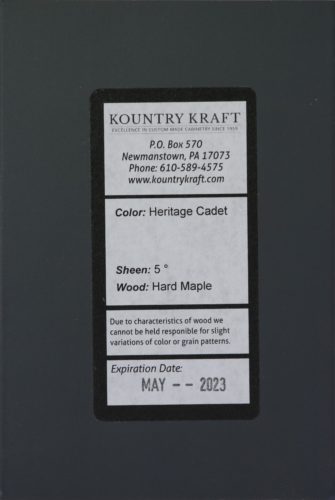 KOUNTRY KRAFT
EXCELLENCE IN CUSTOM MADE CABINETRY SINCE 1959
P.O. Box 570
Newmanstown, PA 17073
Phone: 610-589-4575
www.kountrykraft.com
Color: Heritage Cadet
Sheen: 5 °
Wood: Hard Maple
Due to characteristics of wood we
cannot be held responible for slight
variations of color or grain patterns.
Expiration Date:
MAY -- 2023